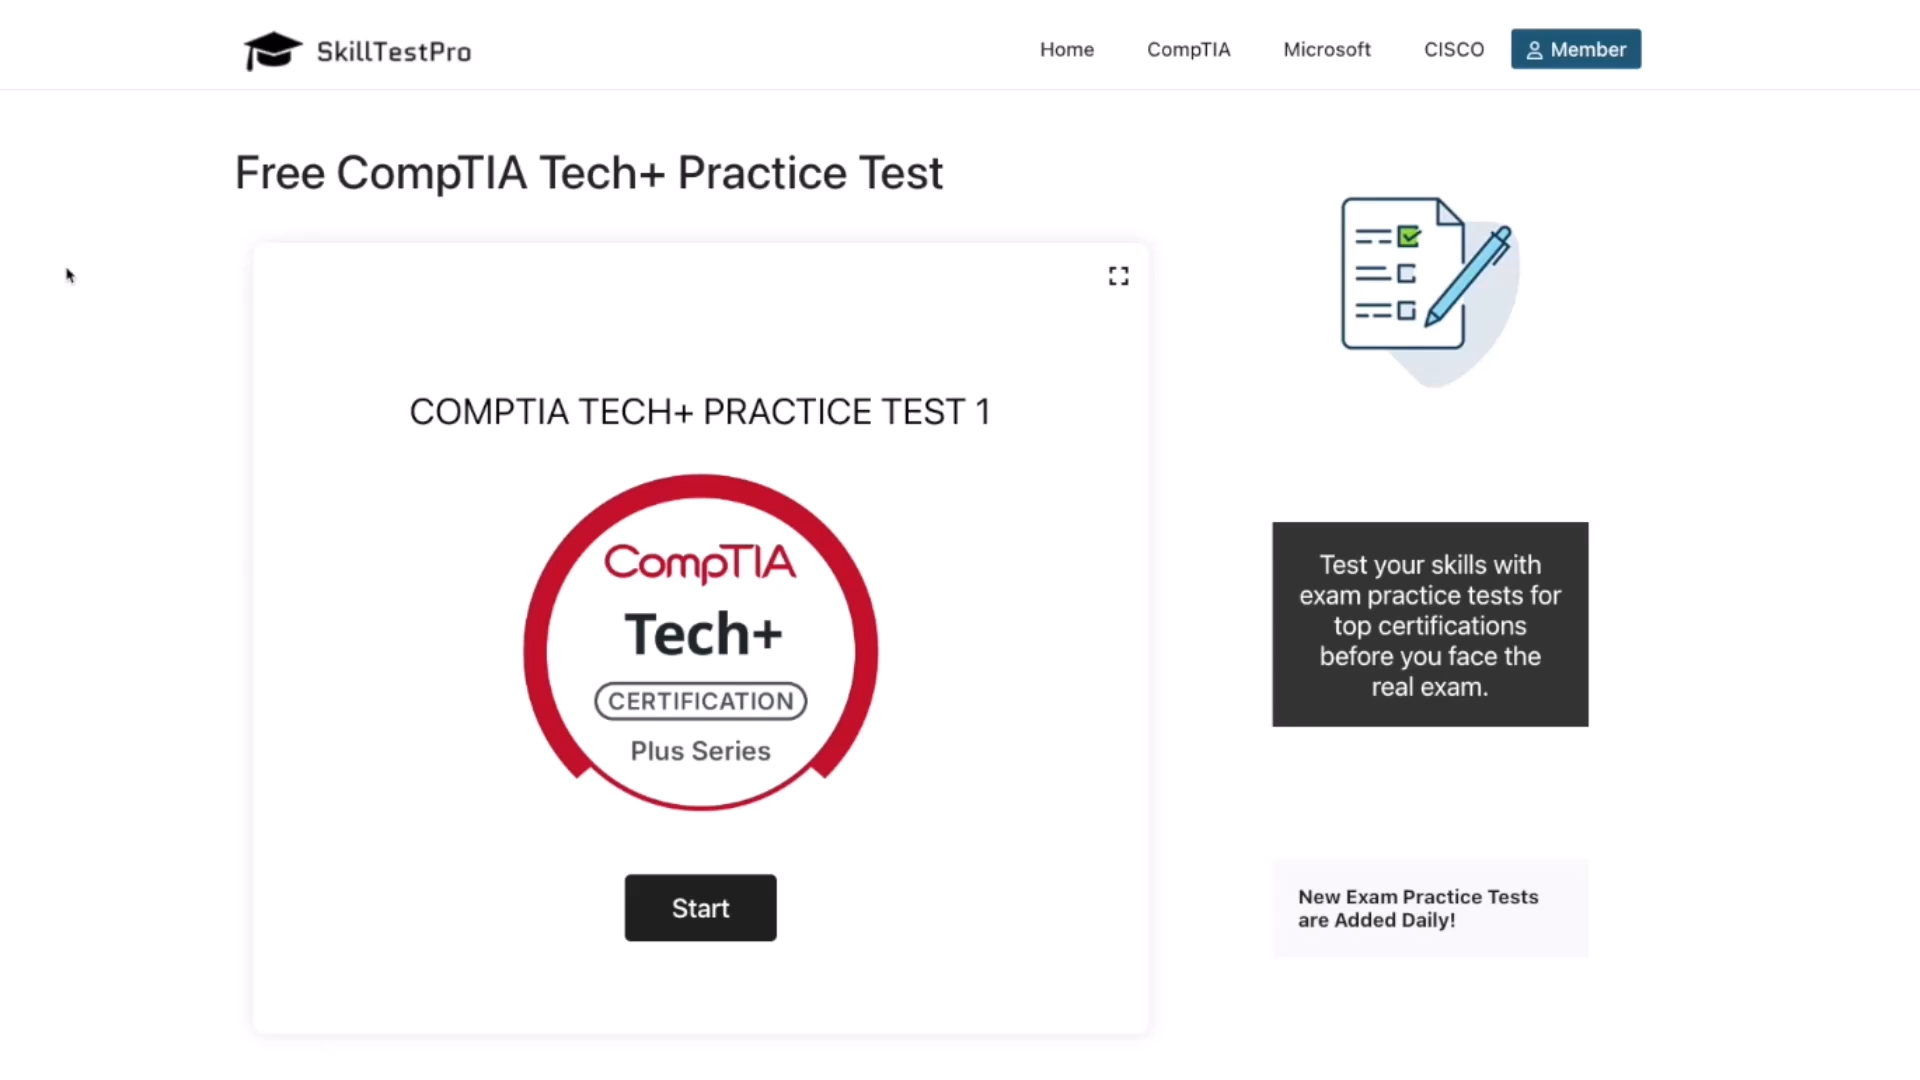 SkillTestPro
Home
CompTIA
Microsoft
CISCO
Member
Free CompTIA Tech+ Practice Test
COMPTIA TECH+ PRACTICE TEST 1
CompTIA
Tech+
CERTIFICATION
Plus Series
Start
Test your skills with
exam practice tests for
top certifications
before you face the
real exam.
New Exam Practice Tests
are Added Daily!